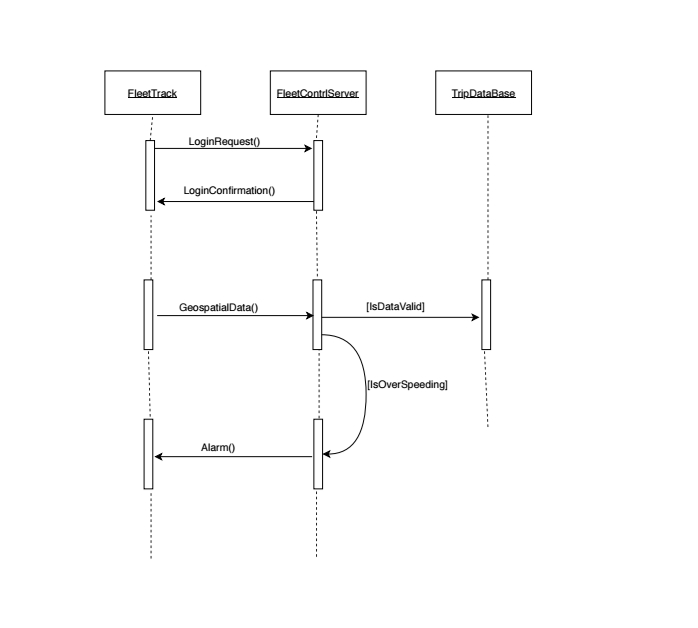 FleetTrack
FleetContrlServer
TripDataBase
LoginRequest()
LoginConfirmation()
GeospatialData()
[IsDataValid]
[IsOverSpeeding]
Alarm()